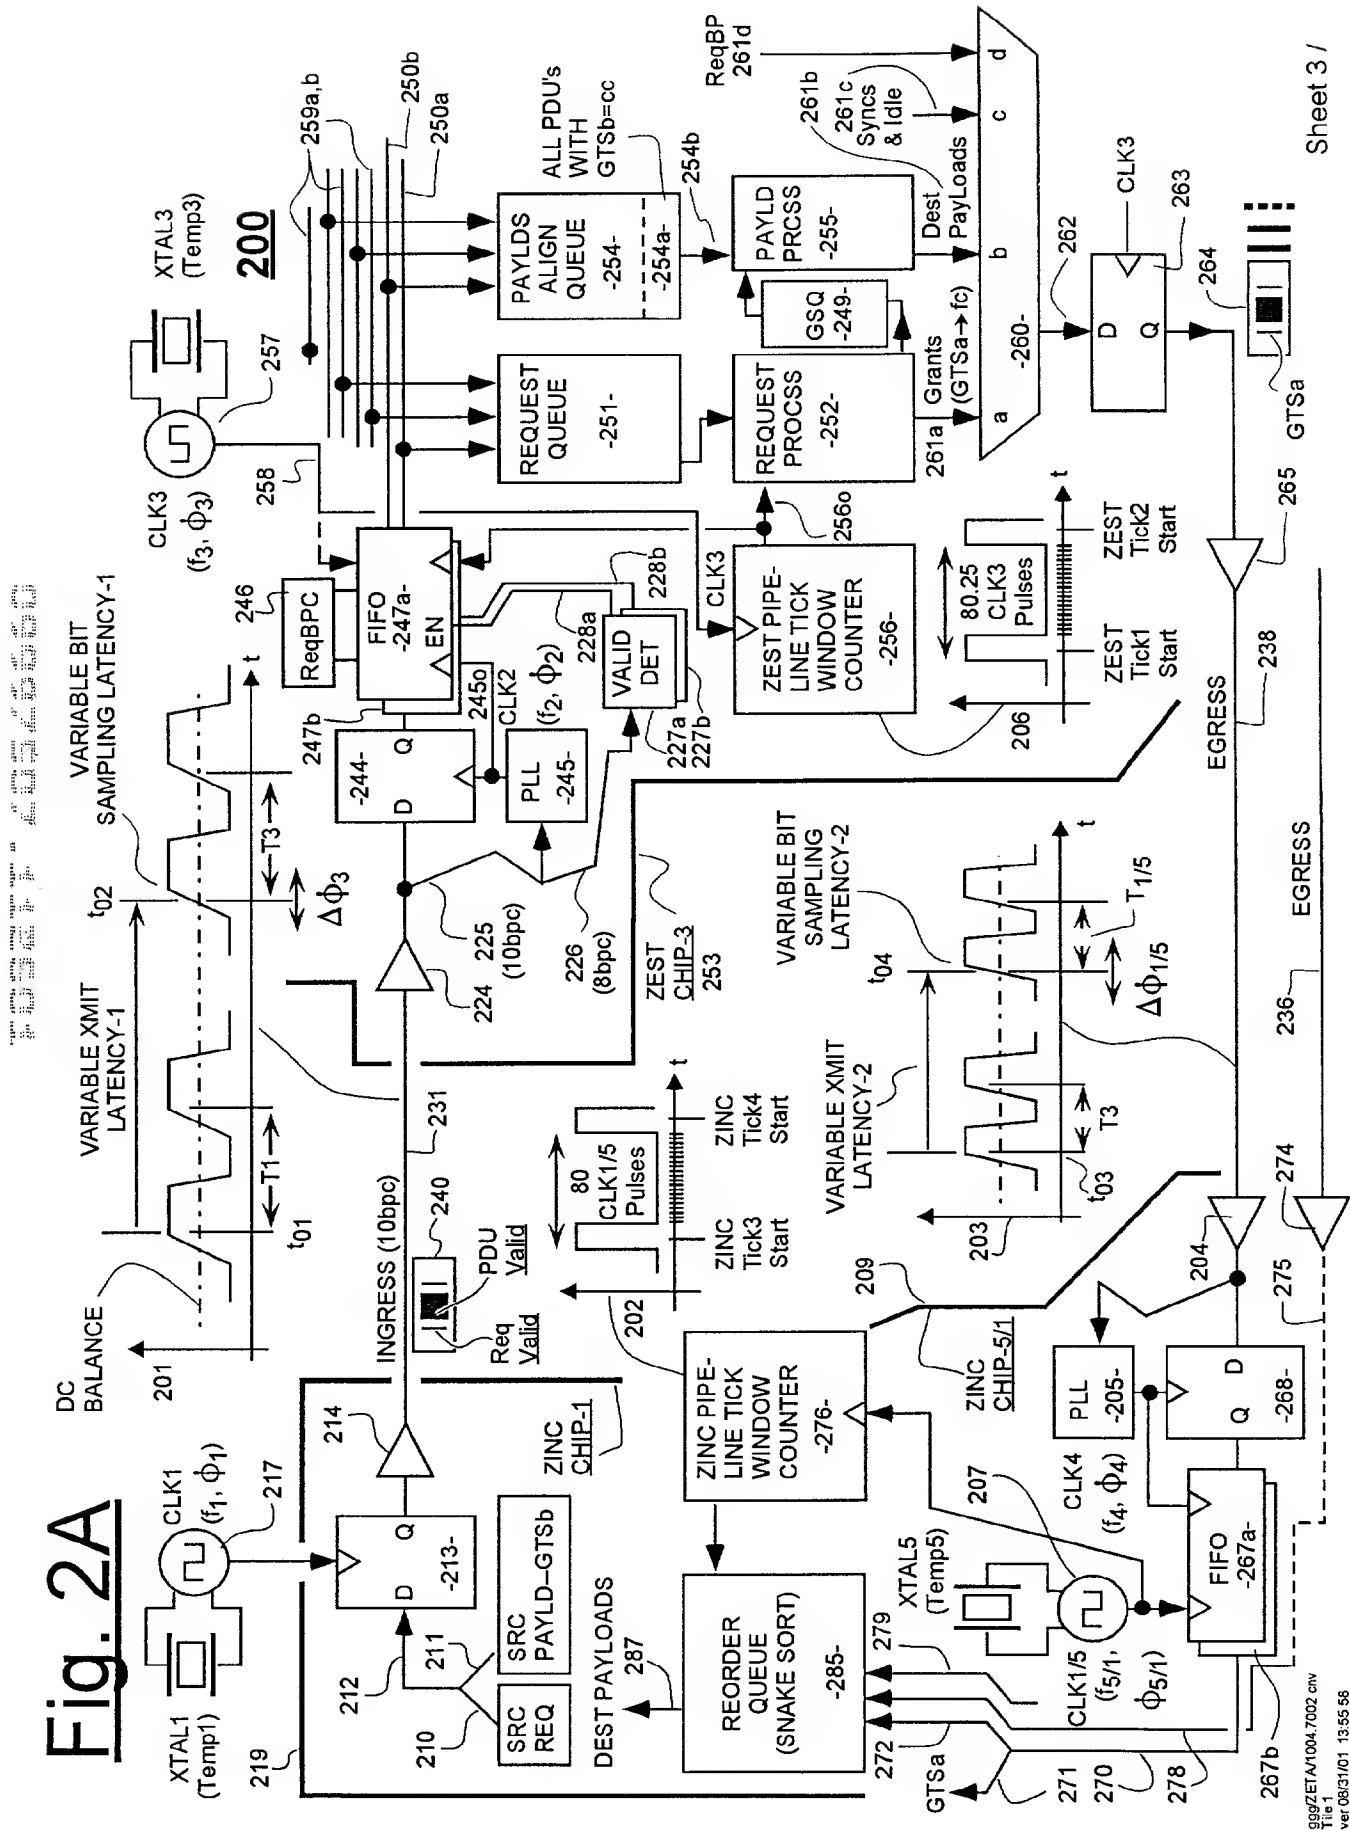 Fig. 2A
200
XTAL1
(Temp1)
CLK1
(f1, ϕ1)
217
219
DC
BALANCE
201
VARIABLE XMIT
LATENCY-1
t01
T1
t02
VARIABLE BIT
SAMPLING LATENCY-1
T3
Δϕ3
t
CLK3
(f3, ϕ3)
XTAL3
(Temp3)
257
258
259a,b
250b
250a
210
211
212
SRC
REQ
SRC
PAYLD–GTSb
D
Q
-213-
214
ZINC
CHIP-1
INGRESS (10bpc)
231
240
Req
Valid
PDU
Valid
224
225
(10bpc)
226
(8bpc)
ZEST
CHIP-3
253
D
Q
-244-
PLL
-245-
245o
CLK2
(f2, ϕ2)
247b
246
ReqBPC
FIFO
-247a-
EN
228a
228b
VALID
DET
227a
227b
REQUEST
QUEUE
-251-
PAYLDS
ALIGN
QUEUE
-254-
-254a-
ALL PDU's
WITH
GTSb=cc
254b
CLK3
256o
ZEST PIPE-
LINE TICK
WINDOW
COUNTER
-256-
REQUEST
PROCSS
-252-
GSQ
-249-
PAYLD
PRCSS
-255-
ReqBP
261d
261b
261c
Syncs
& Idle
Dest
PayLoads
261a
Grants
(GTSa→fc)
a
b
c
d
-260-
262
D
Q
CLK3
263
264
GTSa
265
206
80.25
CLK3
Pulses
ZEST
Tick1
Start
ZEST
Tick2
Start
t
EGRESS
238
EGRESS
236
DEST PAYLOADS
287
REORDER
QUEUE
(SNAKE SORT)
-285-
ZINC PIPE-
LINE TICK
WINDOW
COUNTER
-276-
202
80
CLK1/5
Pulses
ZINC
Tick3
Start
ZINC
Tick4
Start
t
VARIABLE XMIT
LATENCY-2
VARIABLE BIT
SAMPLING
LATENCY-2
203
t03
T3
t04
T1/5
Δϕ1/5
t
209
ZINC
CHIP-5/1
204
274
275
PLL
-205-
CLK4
(f4, ϕ4)
Q
D
-268-
FIFO
-267a-
267b
207
XTAL5
(Temp5)
CLK1/5
(f5/1,
ϕ5/1)
279
272
GTSa
271
270
278
Sheet 3 /
ggg/ZETA/1004.7002 cnv
Tile 1
ver 08/31/01 13:55 58